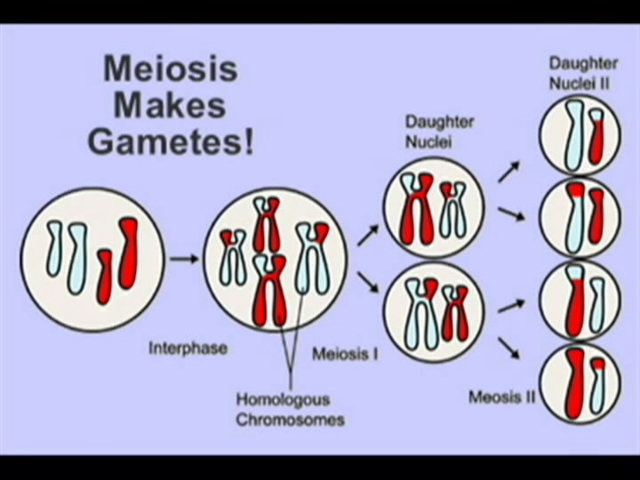 Meiosis
Makes
Gametes!
Daughter
Nuclei II
Daughter
Nuclei
Interphase
Meiosis I
Homologous
Chromosomes
Meosis II